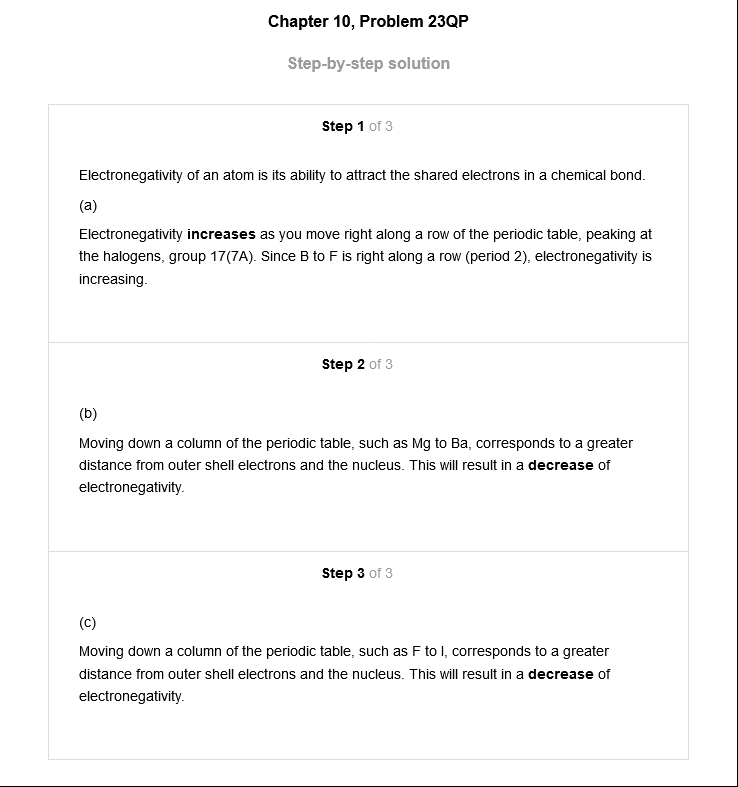 Chapter 10, Problem 23QP
Step-by-step solution
Step 1 of 3
Electronegativity of an atom is its ability to attract the shared electrons in a chemical bond.
(a)
Electronegativity increases as you move right along a row of the periodic table, peaking at
the halogens, group 17(7A). Since B to F is right along a row (period 2), electronegativity is
increasing.
Step 2 of 3
(b)
Moving down a column of the periodic table, such as Mg to Ba, corresponds to a greater
distance from outer shell electrons and the nucleus. This will result in a decrease of
electronegativity.
Step 3 of 3
(c)
Moving down a column of the periodic table, such as F to I, corresponds to a greater
distance from outer shell electrons and the nucleus. This will result in a decrease of
electronegativity.